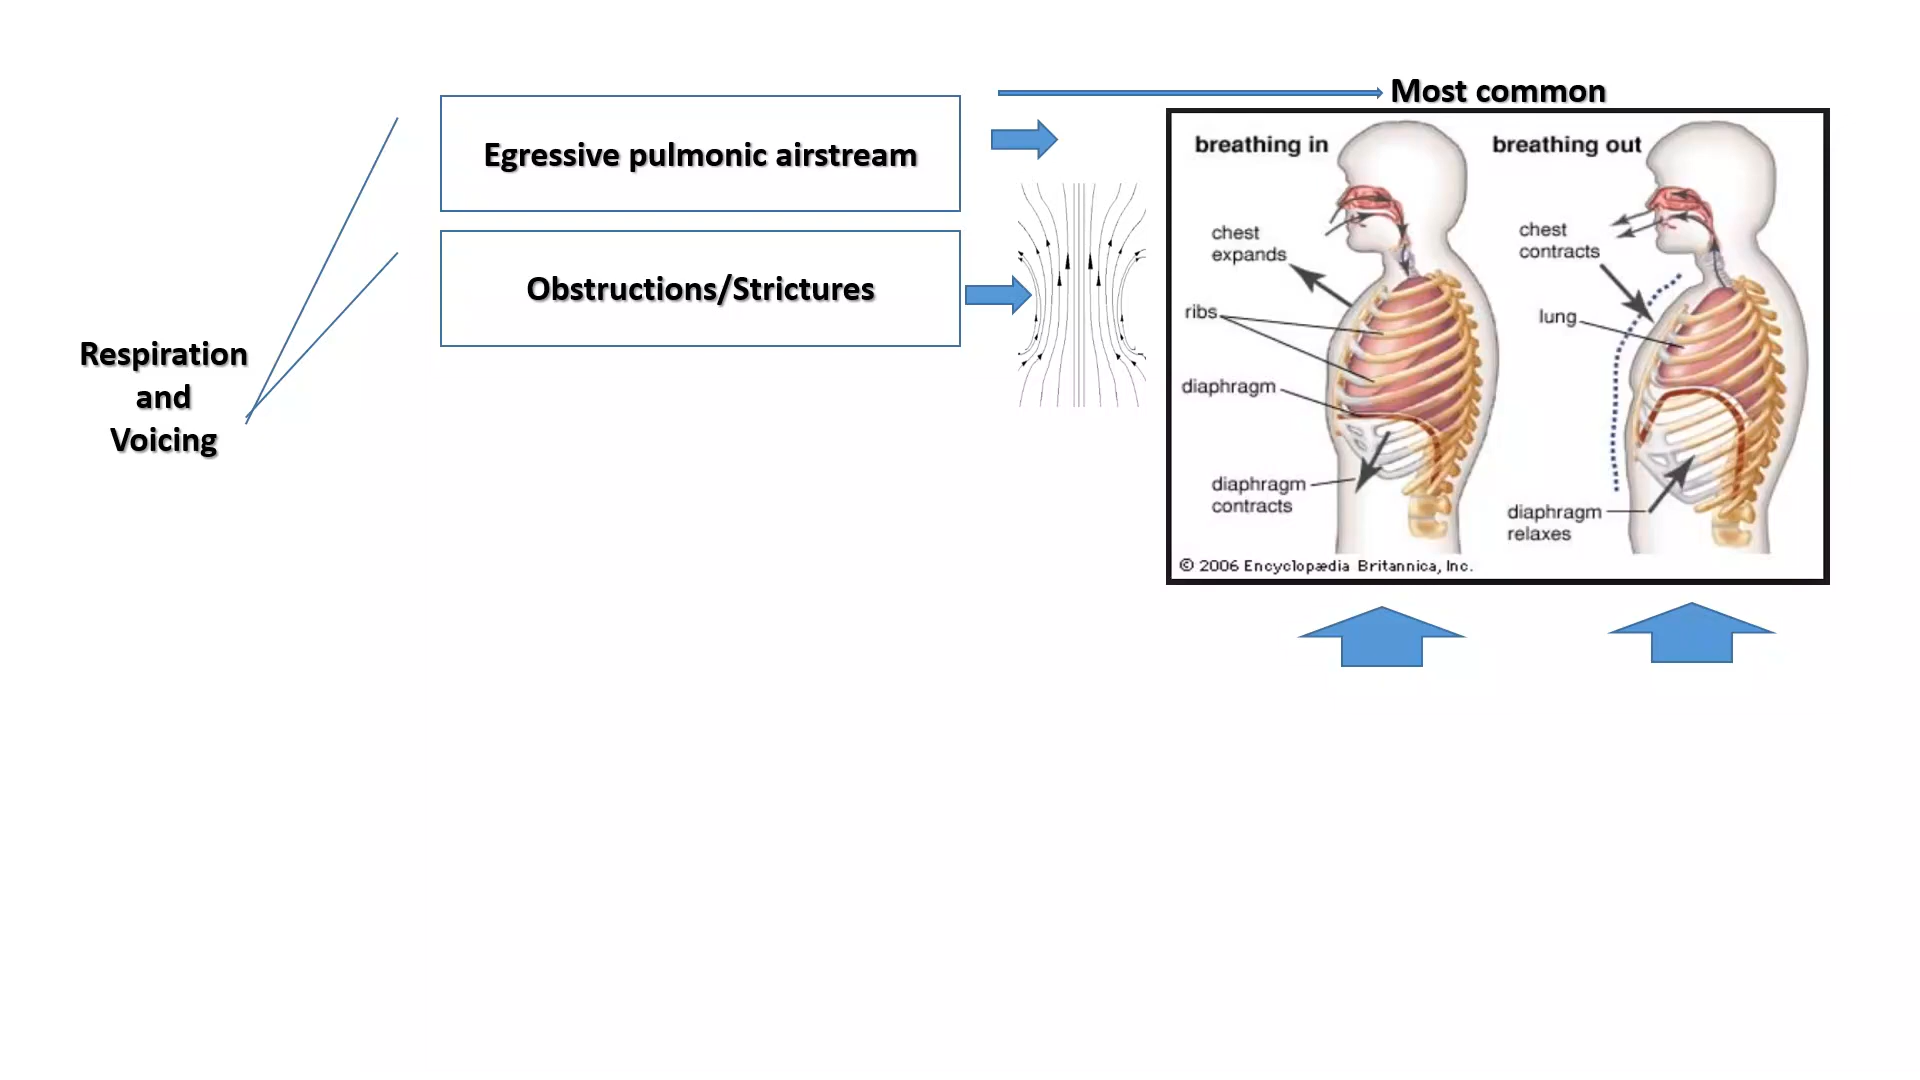 Respiration
and
Voicing
Egressive pulmonic airstream
Obstructions/Strictures
Most common
breathing in
chest
expands
ribs
diaphragm
diaphragm
contracts
breathing out
chest
contracts
lung
diaphragm
relaxes
© 2006 Encyclopædia Britannica, Inc.